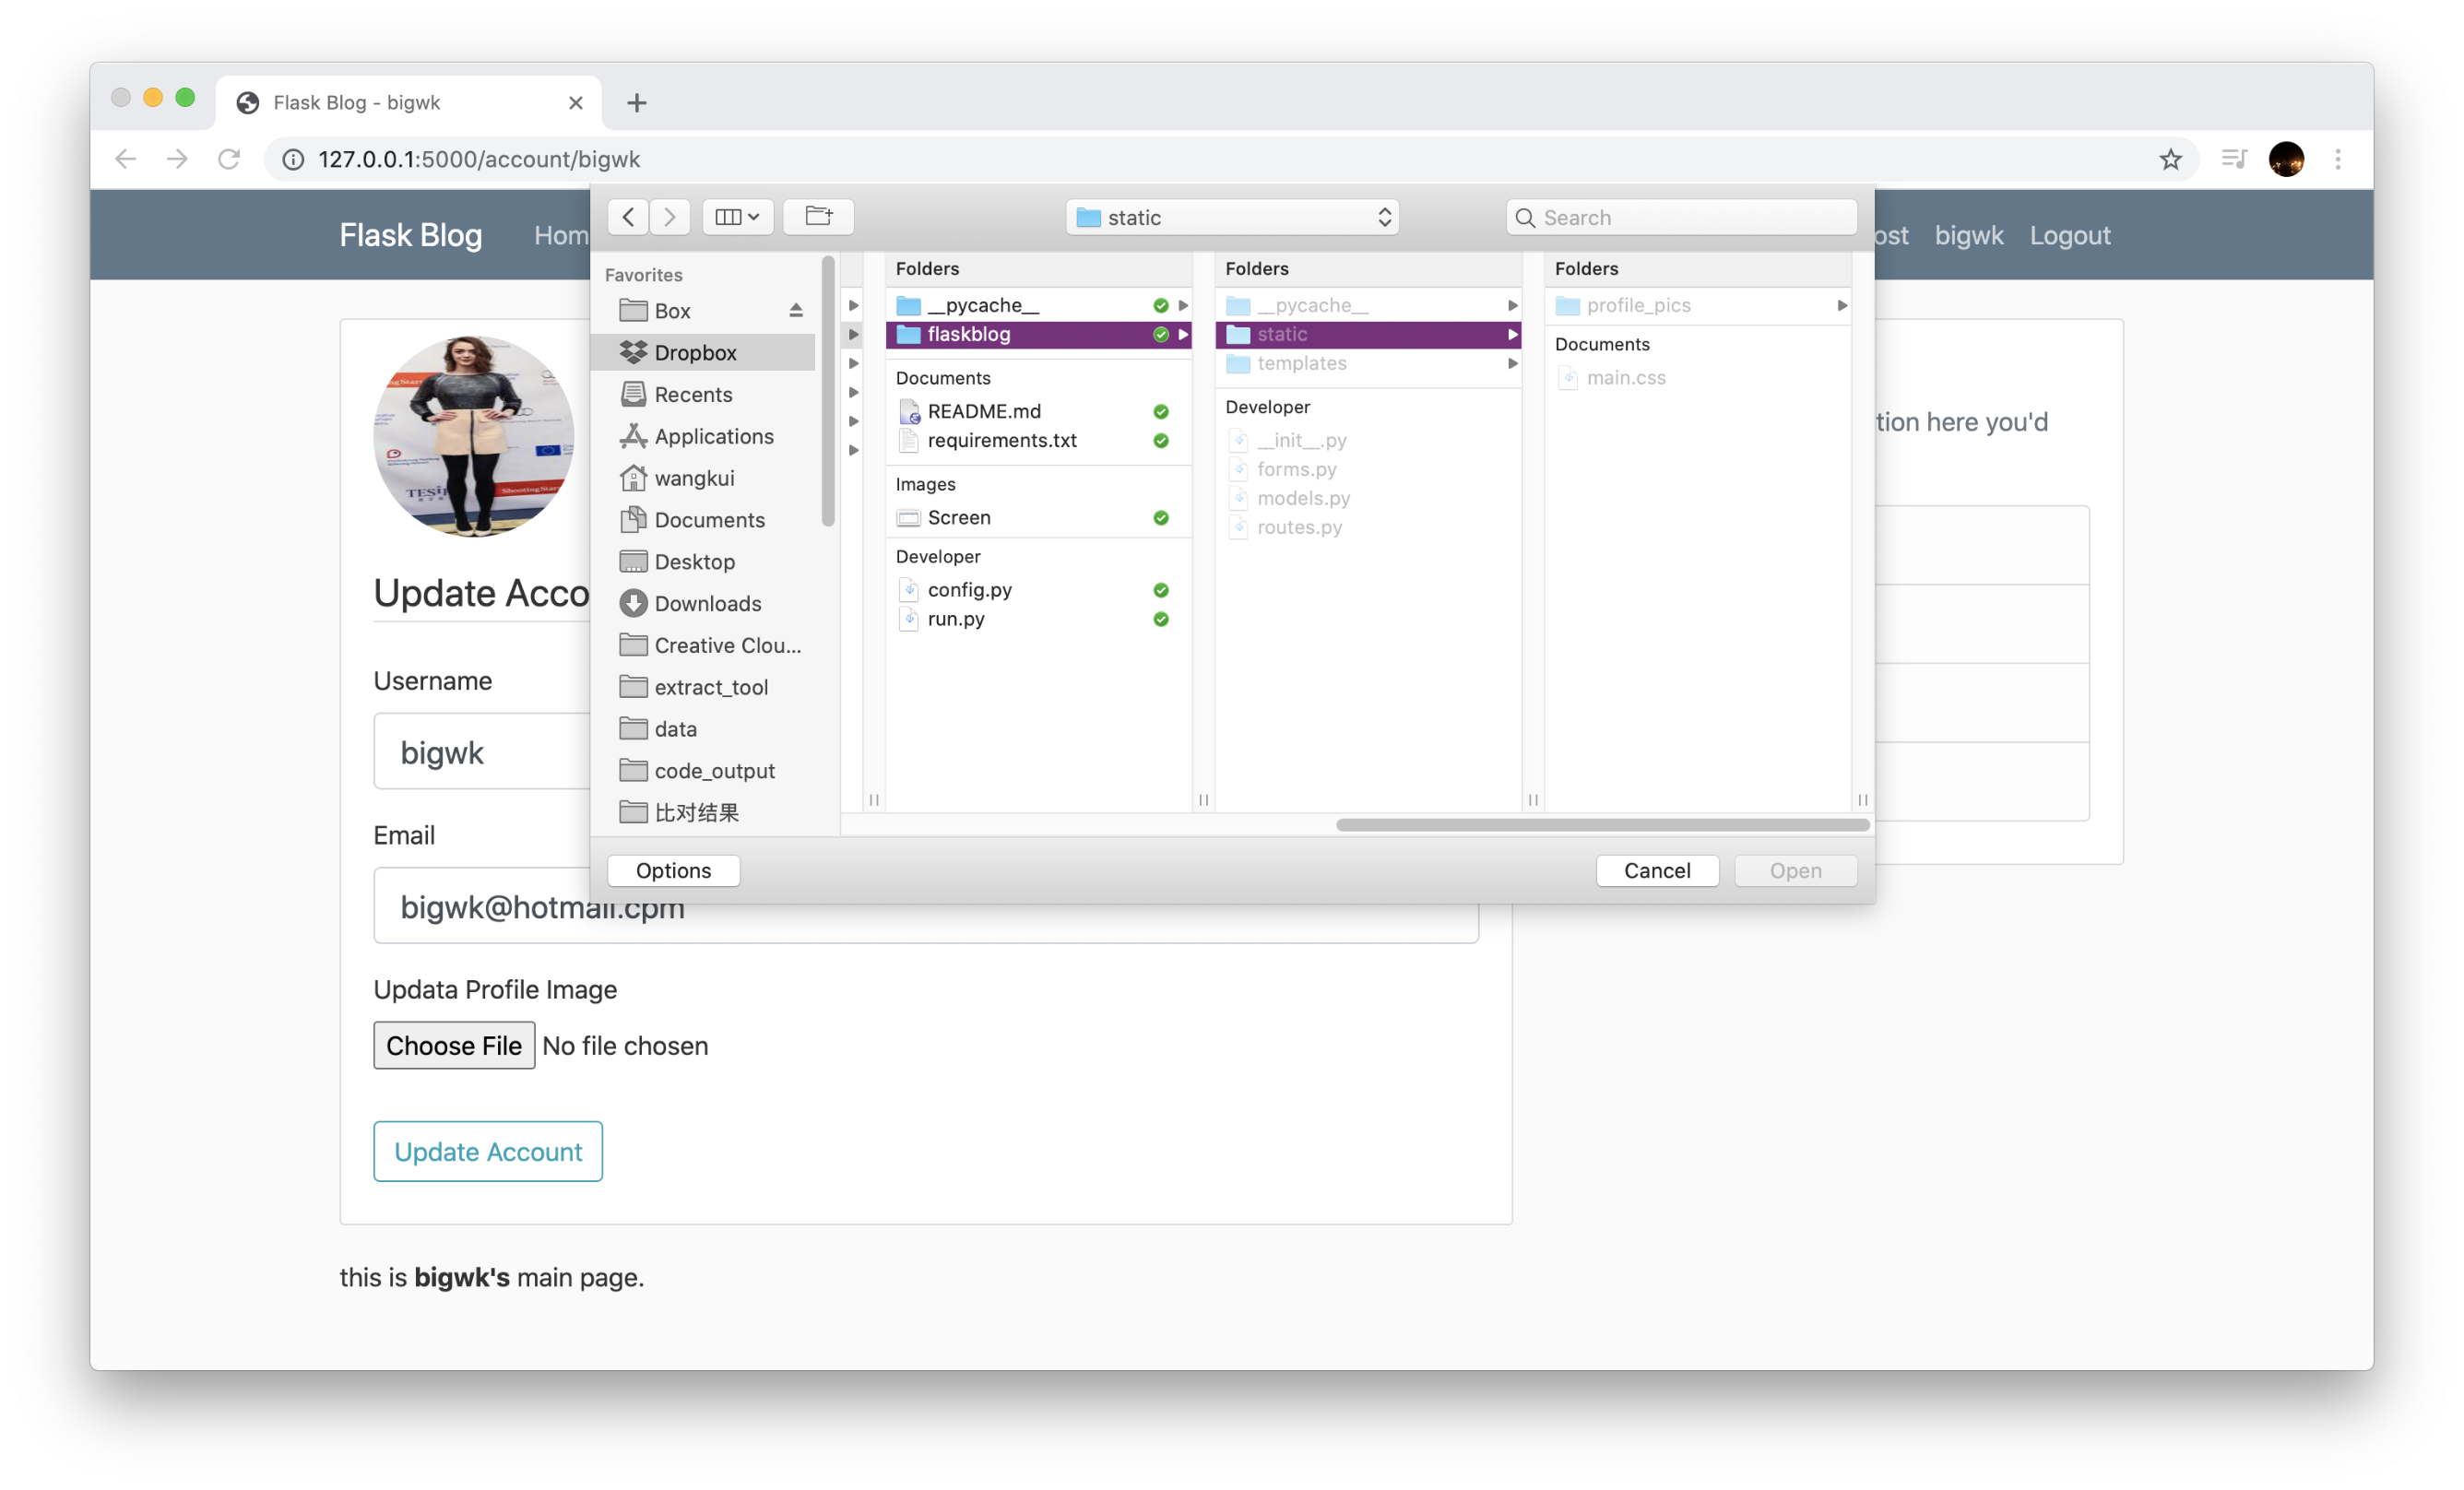 Flask Blog - bigwk
127.0.0.1:5000/account/bigwk
Flask Blog
Hom
ost
bigwk
Logout
static
Search
Favorites
Box
Dropbox
Recents
Applications
wangkui
Documents
Desktop
Downloads
Creative Clou...
extract_tool
data
code_output
比对结果
Folders
__pycache__
flaskblog
Documents
README.md
requirements.txt
Images
Screen
Developer
config.py
run.py
Folders
__pycache__
static
templates
Developer
__init__.py
forms.py
models.py
routes.py
Folders
profile_pics
Documents
main.css
Options
Cancel
Open
tion here you'd
Update Acco
Username
bigwk
Email
bigwk@hotmail.cpm
Updata Profile Image
Choose File No file chosen
Update Account
this is bigwk's main page.